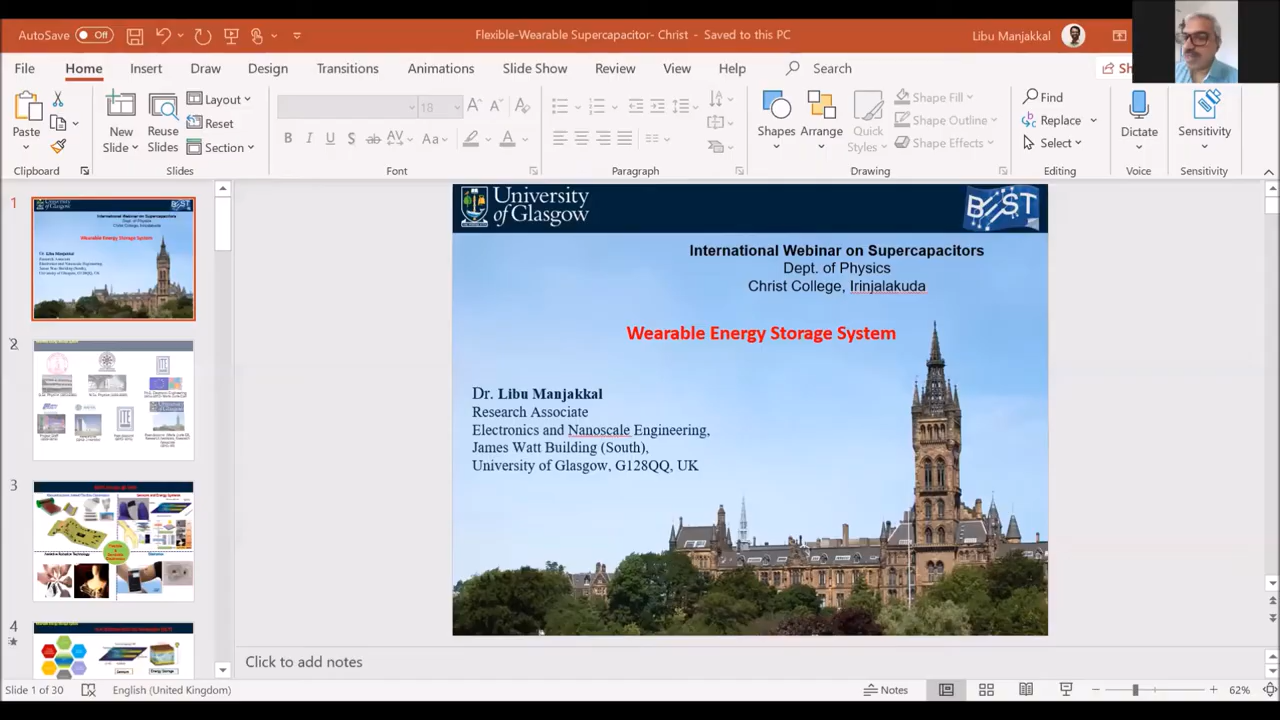 AutoSave Off
Flexible-Wearable Supercapacitor- Christ - Saved to this PC
Libu Manjakkal
File Home Insert Draw Design Transitions Animations Slide Show Review View Help Search
Paste
Clipboard
New Slide
Reuse Slides
Layout
Reset
Section
Slides
18
Font
Paragraph
Shapes
Arrange
Quick Styles
Shape Fill
Shape Outline
Shape Effects
Drawing
Find
Replace
Select
Editing
Dictate
Voice
Sensitivity
Sensitivity
1
2
3
4
University of Glasgow
BEST
International Webinar on Supercapacitors
Dept. of Physics
Christ College, Irinjalakuda
Wearable Energy Storage System
Dr. Libu Manjakkal
Research Associate
Electronics and Nanoscale Engineering,
James Watt Building (South),
University of Glasgow, G128QQ, UK
Click to add notes
Slide 1 of 30
English (United Kingdom)
Notes
62%